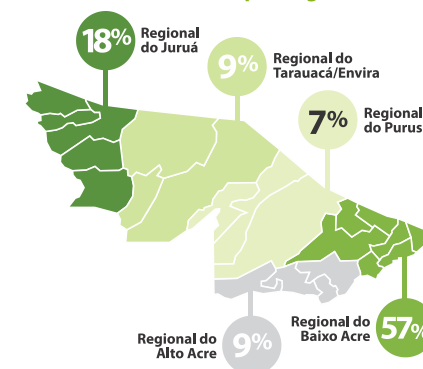 18%
Regional
do Juruá
9%
Regional do
Tarauacá/Envira
7%
Regional
do Purus
Regional do
Alto Acre
9%
Regional do
Baixo Acre
57%